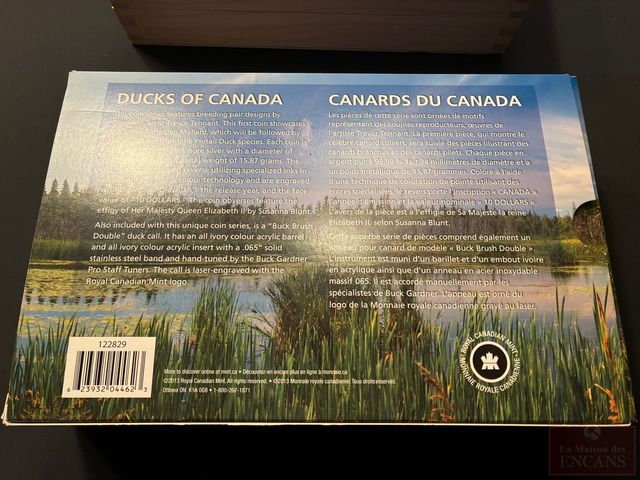 DUCKS OF CANADA
This coin series features breeding pair designs by
artist Trevor Tennant. This first coin showcases
Canadian Mallard, which will be followed by
and the Pintail Duck species. Each coin is
pure silver with a diameter of
weight of 15.87 grams. The
reverse utilizing specialized inks in
colour technology and are engraved
"CANADA," the release year, and the
value of "10 DOLLARS." The coin obverses feature the
effigy of Her Majesty Queen Elizabeth II by Susanna Blunt.
Also included with this unique coin series, is a "Buck Brush
Double" duck call. It has an all ivory colour acrylic barrel
and all ivory colour acrylic insert with a .065" solid
stainless steel band and hand-tuned by the Buck Gardner
Pro Staff Tuners. The call is laser-engraved with the
Royal Canadian Mint logo.
CANARDS DU CANADA
Les pièces de cette série sont ornées de motifs
représentant des couples reproducteurs, œuvres de
l'artiste Trevor Tennant. La première pièce, qui montre le
célèbre canard colvert, sera suivie de pièces illustrant des
canards branchus et des canards pilets. Chaque pièce en
argent pur à 99,99 % fait 34 millimètres de diamètre et a
un poids métallique de 15,87 grammes. Coloré à l'aide
d'une technique de coloration de pointe utilisant des
encres spécialisées, le revers porte l'inscription « CANADA »,
l'année d'émission et la valeur nominale « 10 DOLLARS ».
L'avers de la pièce est à l'effigie de Sa Majesté la reine
Elizabeth II, selon Susanna Blunt.
Cette superbe série de pièces comprend également un
appeau pour canard de modèle « Buck Brush Double ».
L'instrument est muni d'un barillet et d'un embout ivoire
en acrylique ainsi que d'un anneau en acier inoxydable
massif 065. Il est accordé manuellement par les
spécialistes de Buck Gardner. L'appeau est orné du
logo de la Monnaie royale canadienne gravé au laser.
122829
6 23932 04462 3
More to discover online at mint.ca • Découvrez-en encore plus en ligne à monnaie.ca
©2013 Royal Canadian Mint. All rights reserved. • ©2013 Monnaie royale canadienne. Tous droits réservés.
Ottawa ON K1A 0G8 • 1-800-267-1871
ROYAL CANADIAN MINT
MONNAIE ROYALE CANADIENNE
La Maison des
ENCANS